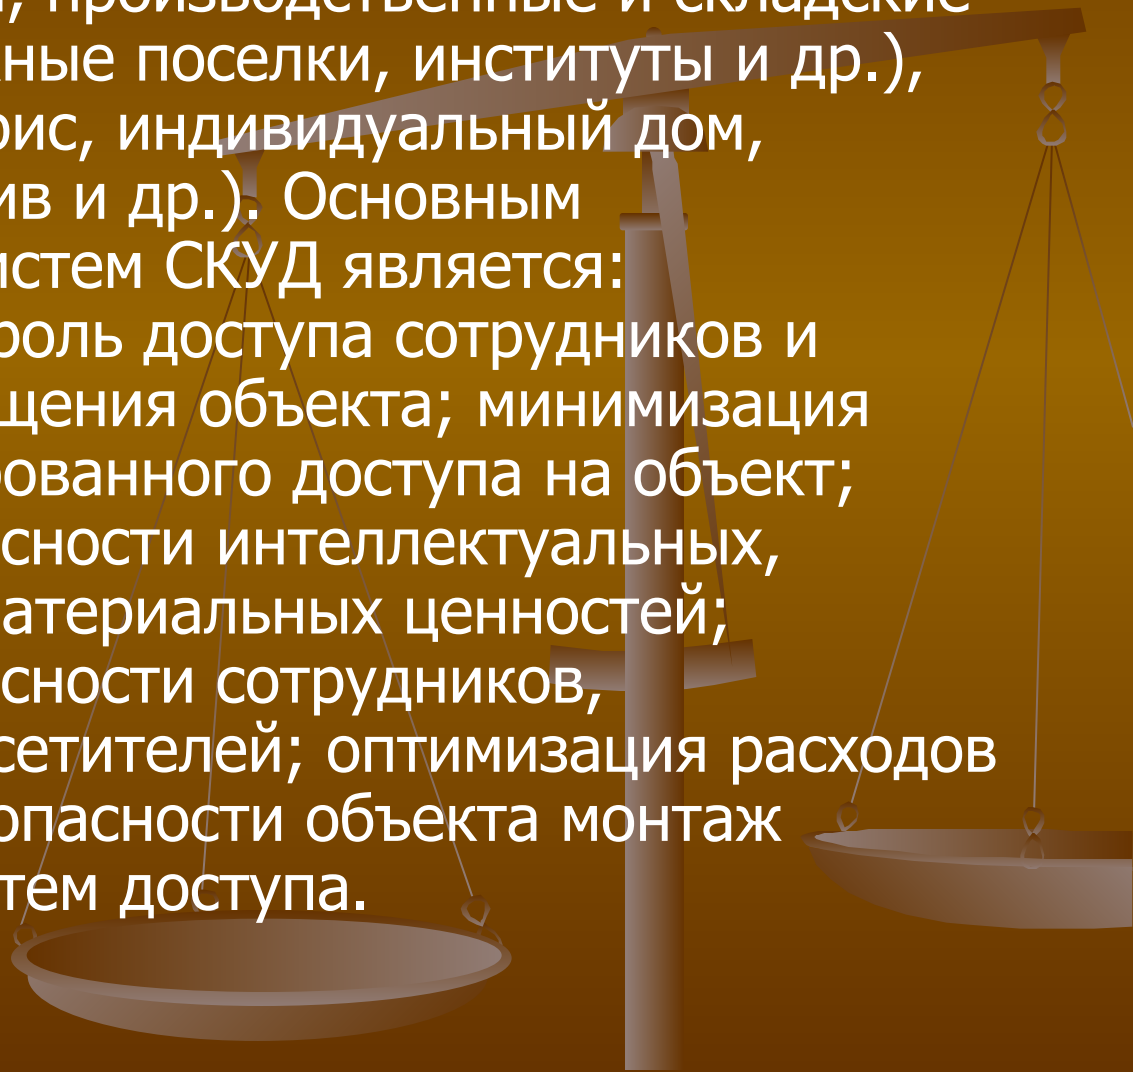 производственные и складские
ные поселки, институты и др.),
ис, индивидуальный дом,
ив и др.). Основным
истем СКУД является:
роль доступа сотрудников и
щения объекта; минимизация
ованного доступа на объект;
сности интеллектуальных,
атериальных ценностей;
сности сотрудников,
сетителей; оптимизация расходов
опасности объекта монтаж
тем доступа.